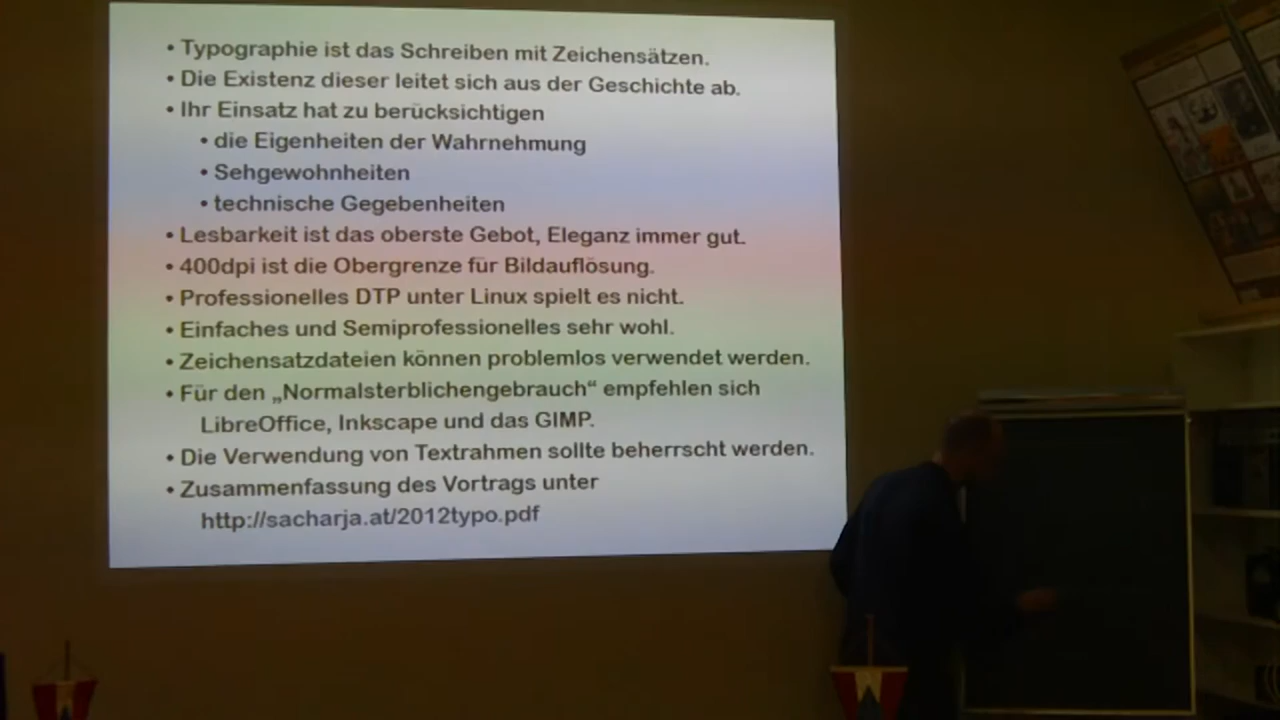 • Typographie ist das Schreiben mit Zeichensätzen.
• Die Existenz dieser leitet sich aus der Geschichte ab.
• Ihr Einsatz hat zu berücksichtigen
• die Eigenheiten der Wahrnehmung
• Sehgewohnheiten
• technische Gegebenheiten
• Lesbarkeit ist das oberste Gebot, Eleganz immer gut.
• 400dpi ist die Obergrenze für Bildauflösung.
• Professionelles DTP unter Linux spielt es nicht.
• Einfaches und Semiprofessionelles sehr wohl.
• Zeichensatzdateien können problemlos verwendet werden.
• Für den „Normalsterblichengebrauch“ empfehlen sich
LibreOffice, Inkscape und das GIMP.
• Die Verwendung von Textrahmen sollte beherrscht werden.
• Zusammenfassung des Vortrags unter
http://sacharja.at/2012typo.pdf